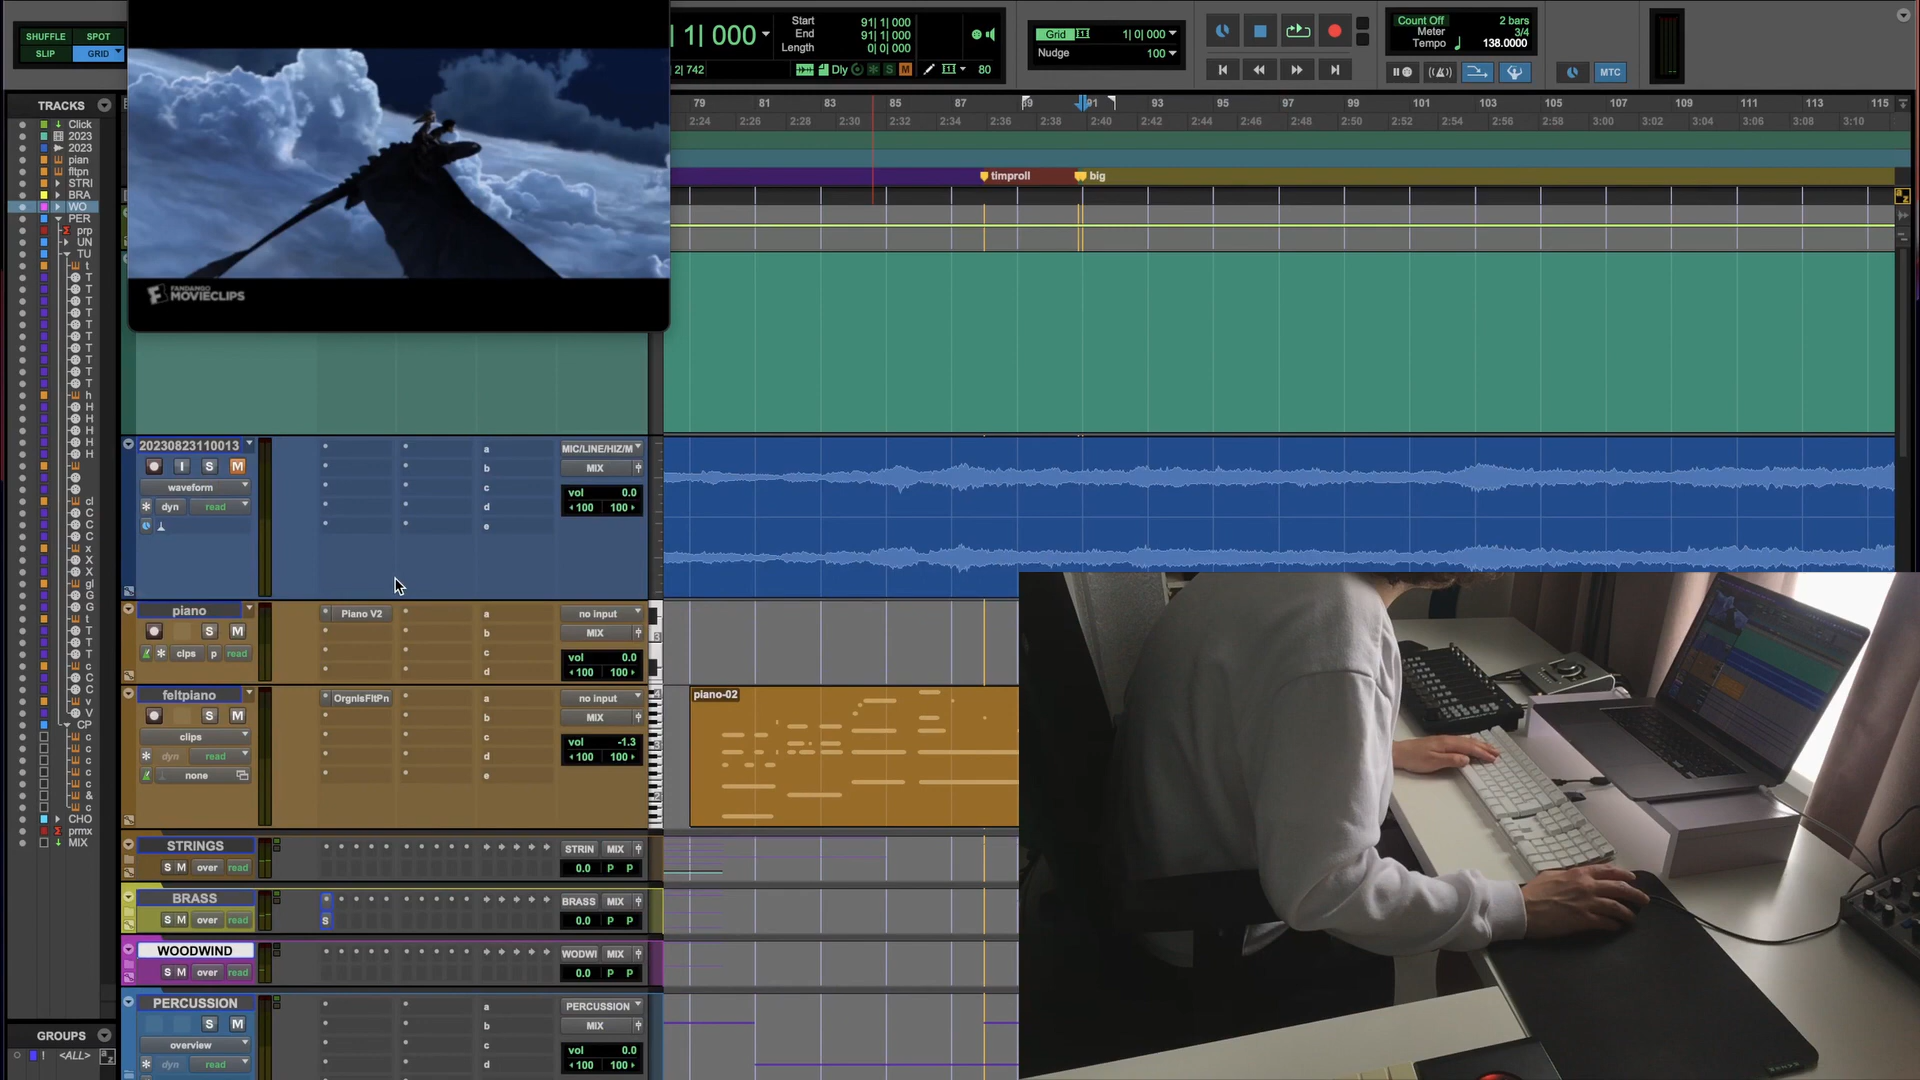 SHUFFLE SPOT
SLIP GRID
FANDANGO
MOVIECLIPS
1| 1| 000
Start 91| 1| 000
End 91| 1| 000
Length 0| 0| 000
2| 742
Dly S M 80
Grid 1| 0| 000
Nudge 100
Count Off 2 bars
Meter 3/4
Tempo 138.0000
MTC
TRACKS
Click
2023
2023
pian
fltpn
STRI
BRA
WO
PER
prp
UN
TU
t
T
T
T
T
T
T
T
T
T
T
h
H
H
H
H
H
cl
C
C
C
x
X
X
gl
G
G
t
T
T
T
c
C
C
v
V
CP
c
c
c
c
&
c
c
CHO
prmx
MIX
GROUPS
! <ALL>
79 81 83 85 87 89 91 93 95 97 99 101 103 105 107 109 111 113 115
2:24 2:26 2:28 2:30 2:32 2:34 2:36 2:38 2:40 2:42 2:44 2:46 2:48 2:50 2:52 2:54 2:56 2:58 3:00 3:02 3:04 3:06 3:08 3:10
timproll big
20230823110013
I S M
waveform
dyn read
a
b
c
d
e
MIC/LINE/HIZ/M
MIX
vol 0.0
100 100
piano
S M
clps p read
Piano V2
a
b
c
d
no input
MIX
vol 0.0
100 100
feltpiano
S M
clips
dyn read
none
OrgnlsFltPn
a
b
c
d
e
no input
MIX
vol -1.3
100 100
piano-02
STRINGS
S M over read
STRIN MIX
0.0 P P
BRASS
S M over read
S
BRASS MIX
0.0 P P
WOODWIND
S M over read
WODWI MIX
0.0 P P
PERCUSSION
S M
overview
dyn read
a
b
c
d
e
PERCUSSION
MIX
vol 0.0
100 100